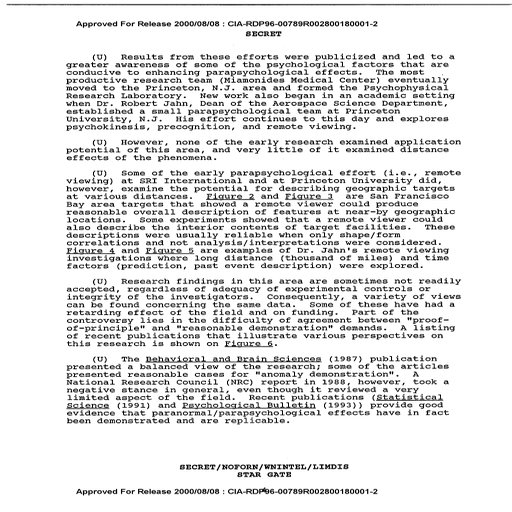 Approved For Release 2000/08/08 : CIA-RDP96-00789R002800180001-2
SECRET
(U) Results from these efforts were publicized and led to a
greater awareness of some of the psychological factors that are
conducive to enhancing parapsychological effects. The most
productive research team (Miamonides Medical Center) eventually
moved to the Princeton, N.J. area and formed the Psychophysical
Research Laboratory. New work also began in an academic setting
when Dr. Robert Jahn, Dean of the Aerospace Science Department,
established a small parapsychological team at Princeton
University, N.J. His effort continues to this day and explores
psychokinesis, precognition, and remote viewing.
(U) However, none of the early research examined application
potential of this area, and very little of it examined distance
effects of the phenomena.
(U) Some of the early parapsychological effort (i.e., remote
viewing) at SRI International and at Princeton University did,
however, examine the potential for describing geographic targets
at various distances. Figure 2 and Figure 3 are San Francisco
Bay area targets that showed a remote viewer could produce
reasonable overall description of features at near-by geographic
locations. Some experiments showed that a remote viewer could
also describe the interior contents of target facilities. These
descriptions were usually reliable when only shape/form
correlations and not analysis/interpretations were considered.
Figure 4 and Figure 5 are examples of Dr. Jahn's remote viewing
investigations where long distance (thousand of miles) and time
factors (prediction, past event description) were explored.
(U) Research findings in this area are sometimes not readily
accepted, regardless of adequacy of experimental controls or
integrity of the investigators. Consequently, a variety of views
can be found concerning the same data. Some of these have had a
retarding effect of the field and on funding. Part of the
controversy lies in the difficulty of agreement between "proof-
of-principle" and "reasonable demonstration" demands. A listing
of recent publications that illustrate various perspectives on
this research is shown on Figure 6.
(U) The Behavioral and Brain Sciences (1987) publication
presented a balanced view of the research; some of the articles
presented reasonable cases for "anomaly demonstration". A
National Research Council (NRC) report in 1988, however, took a
negative stance in general, even though it reviewed a very
limited aspect of the field. Recent publications (Statistical
Science (1991) and Psychological Bulletin (1993)) provide good
evidence that paranormal/parapsychological effects have in fact
been demonstrated and are replicable.
SECRET/NOFORN/WNINTEL/LIMDIS
STAR GATE
Approved For Release 2000/08/08 : CIA-RDP96-00789R002800180001-2